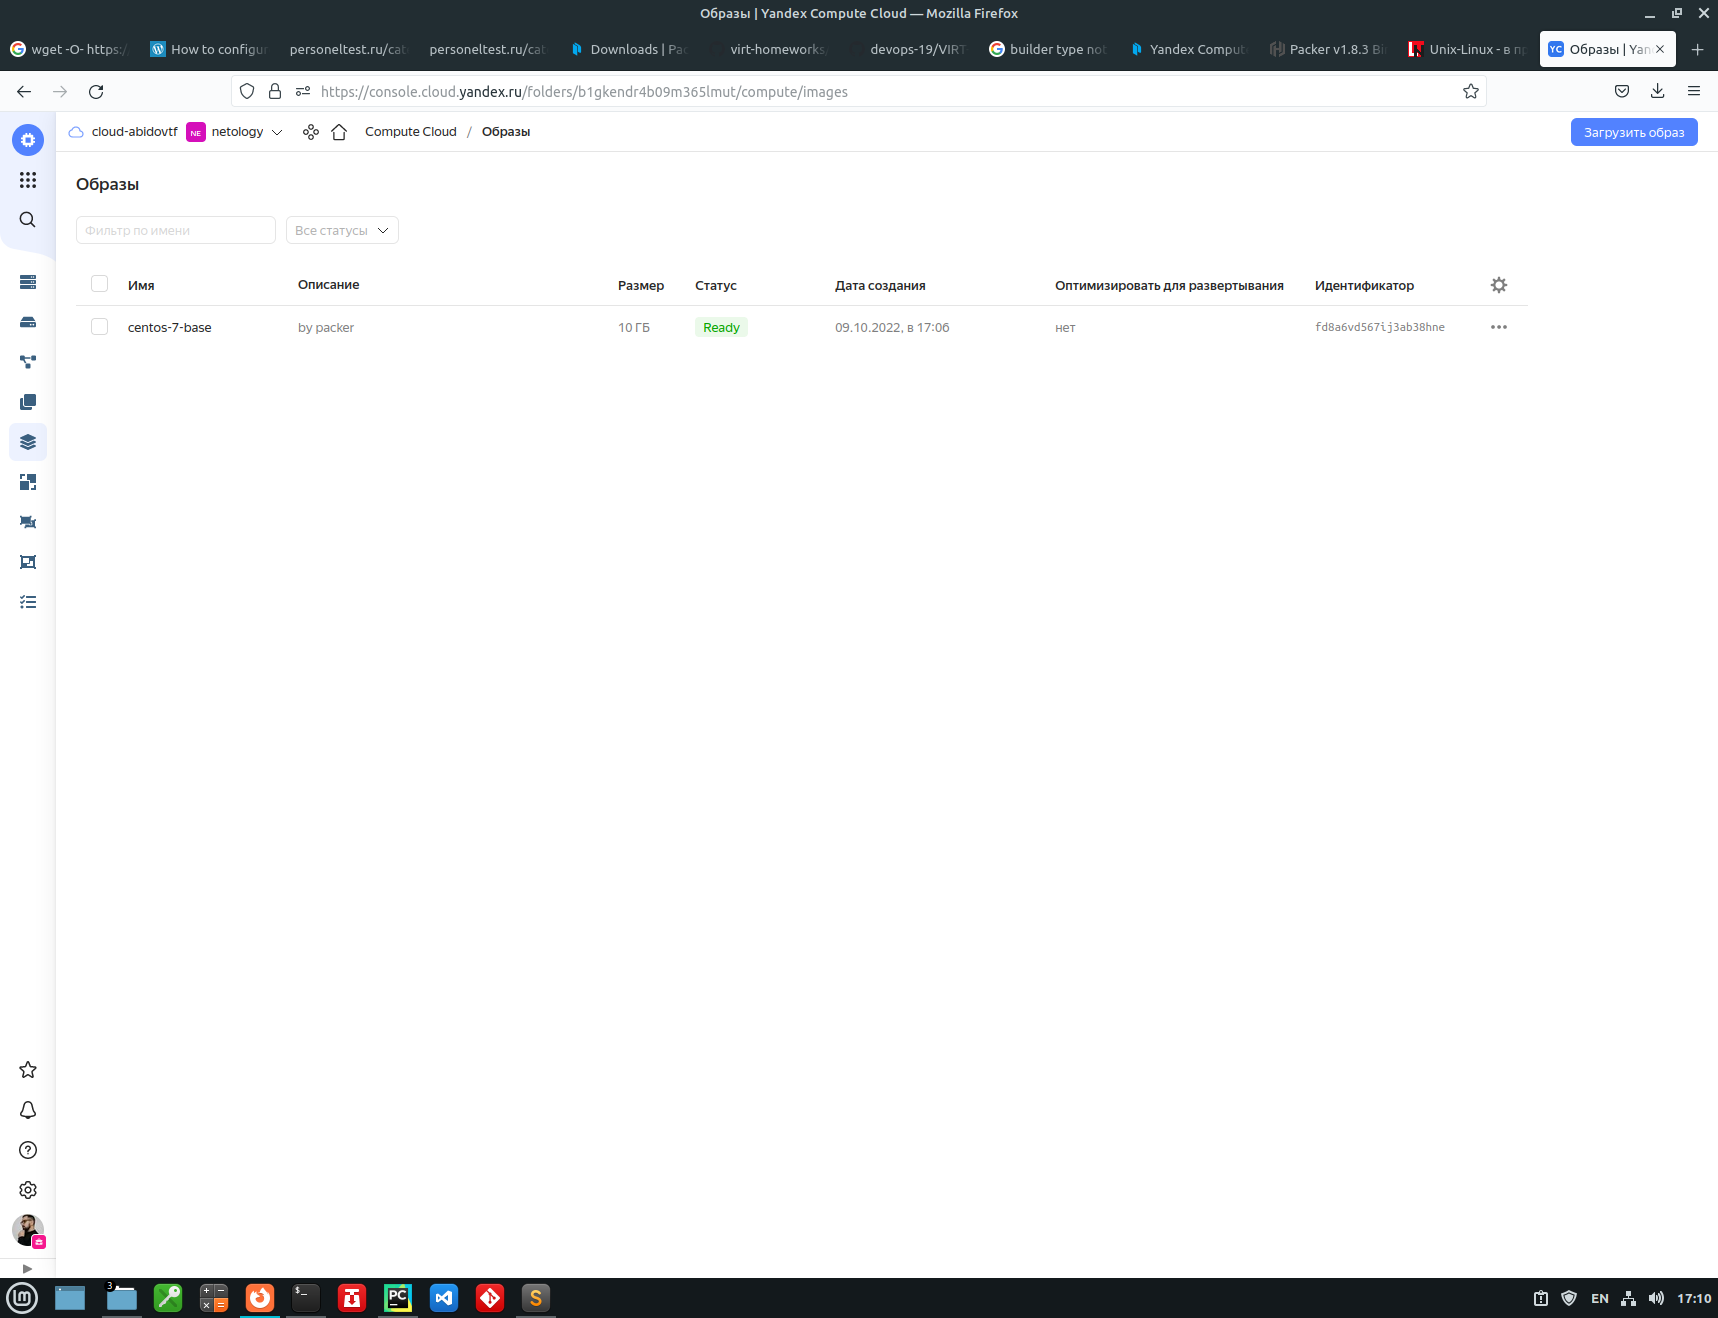 Образы | Yandex Compute Cloud — Mozilla Firefox
wget -O- https:/
How to configur
personeltest.ru/cat
personeltest.ru/cat
Downloads | Pac
virt-homeworks/
devops-19/VIRT
builder type not
Yandex Comput
Packer v1.8.3 Bi
Unix-Linux - в п
Образы | Yan
https://console.cloud.yandex.ru/folders/b1gkendr4b09m365lmut/compute/images
cloud-abidovtf NE netology Compute Cloud / Образы Загрузить образ
Образы
Фильтр по имени Все статусы
Имя Описание Размер Статус Дата создания Оптимизировать для развертывания Идентификатор
centos-7-base by packer 10 ГБ Ready 09.10.2022, в 17:06 нет fd8a6vd567ij3ab38hne
3
EN 17:10